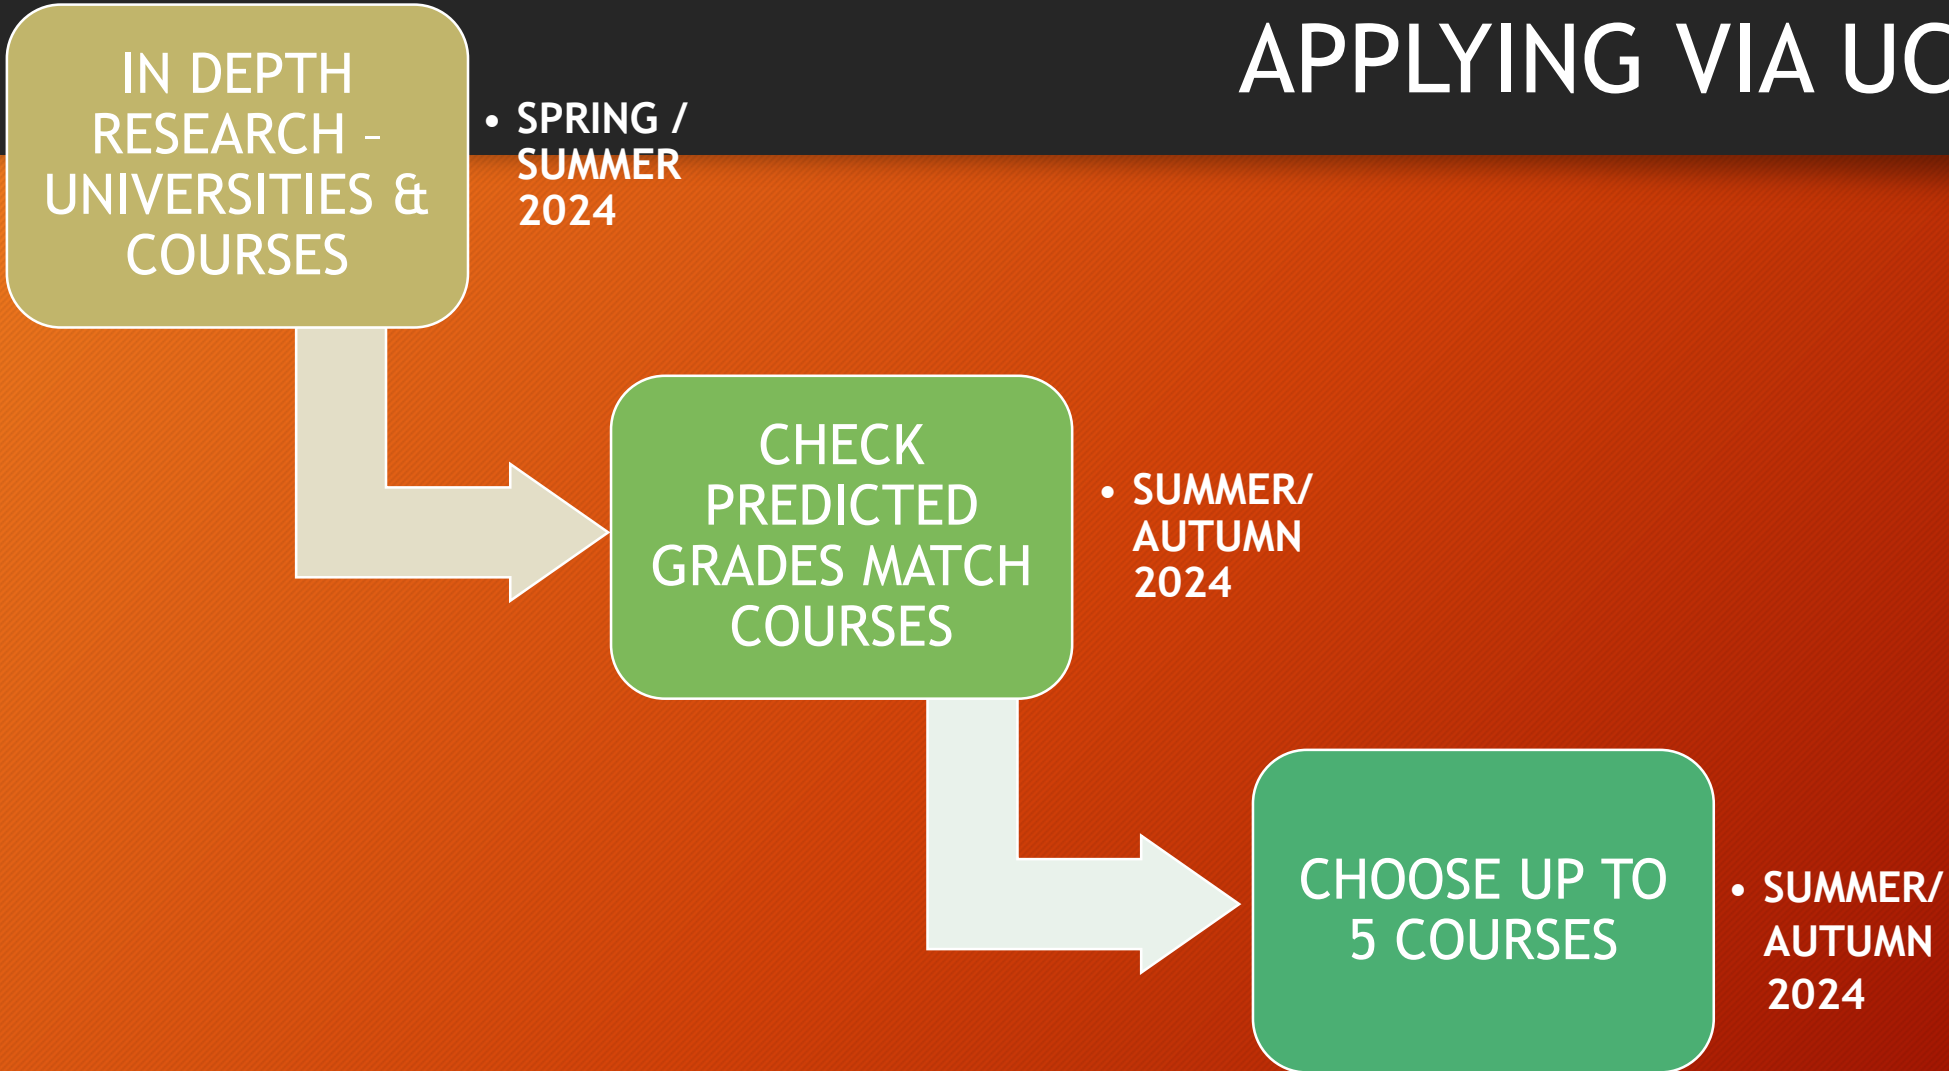 APPLYING VIA UC
IN DEPTH
RESEARCH –
UNIVERSITIES &
COURSES
• SPRING /
SUMMER
2024
CHECK
PREDICTED
GRADES MATCH
COURSES
• SUMMER/
AUTUMN
2024
CHOOSE UP TO
5 COURSES
• SUMMER/
AUTUMN
2024